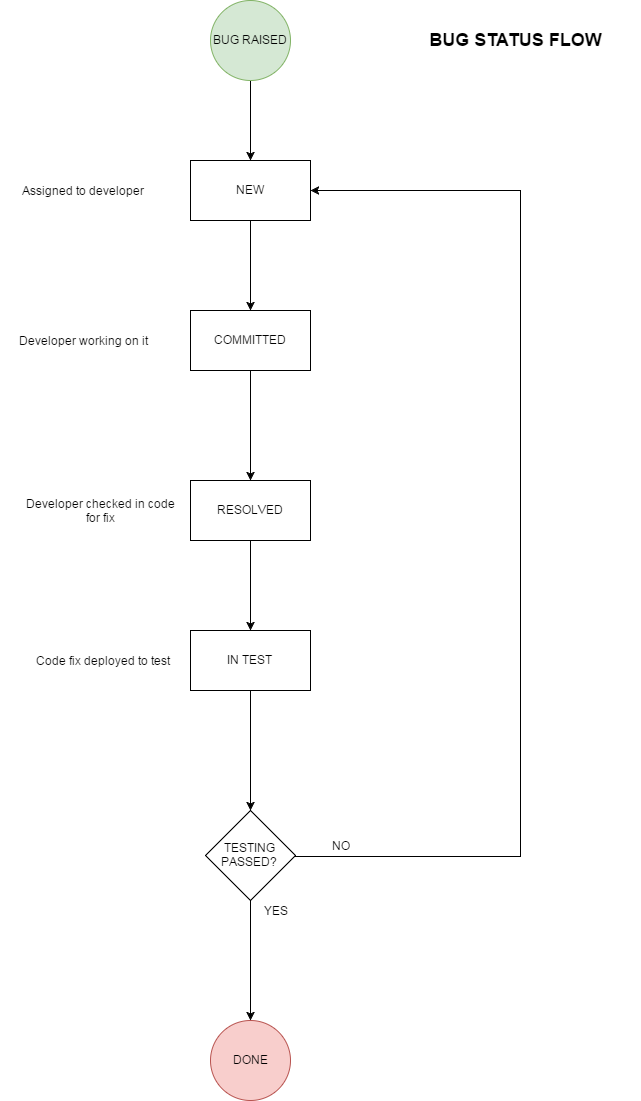 BUG RAISED
BUG STATUS FLOW
Assigned to developer
NEW
Developer working on it
COMMITTED
Developer checked in code
for fix
RESOLVED
Code fix deployed to test
IN TEST
TESTING
PASSED?
NO
YES
DONE